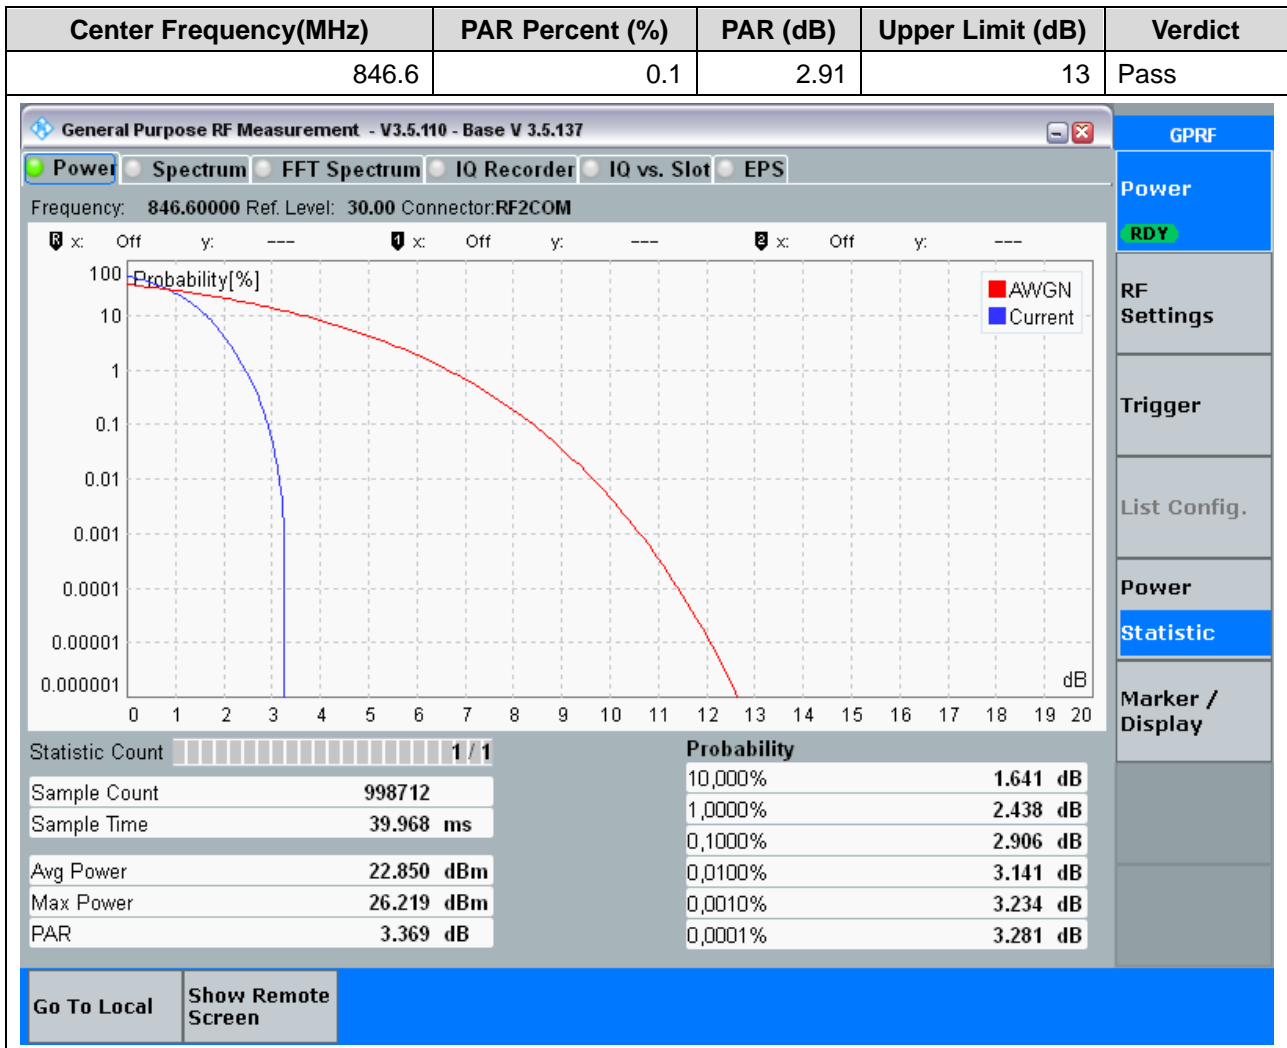 Center Frequency(MHz) PAR Percent (%) PAR (dB) Upper Limit (dB) Verdict
846.6 0.1 2.91 13 Pass
General Purpose RF Measurement - V3.5.110 - Base V 3.5.137
GPRF
Power Spectrum FFT Spectrum IQ Recorder IQ vs. Slot EPS
Frequency: 846.60000 Ref. Level: 30.00 Connector:RF2COM
R x: Off y: --- 1 x: Off y: --- 2 x: Off y: ---
Probability[%]
100
10
1
0.1
0.01
0.001
0.0001
0.00001
0.000001
AWGN
Current
dB
0 1 2 3 4 5 6 7 8 9 10 11 12 13 14 15 16 17 18 19 20
Statistic Count 1 / 1
Sample Count 998712
Sample Time 39.968 ms
Avg Power 22.850 dBm
Max Power 26.219 dBm
PAR 3.369 dB
Probability
10,000% 1.641 dB
1,0000% 2.438 dB
0,1000% 2.906 dB
0,0100% 3.141 dB
0,0010% 3.234 dB
0,0001% 3.281 dB
Power
RDY
RF
Settings
Trigger
List Config.
Power
Statistic
Marker /
Display
Go To Local
Show Remote
Screen